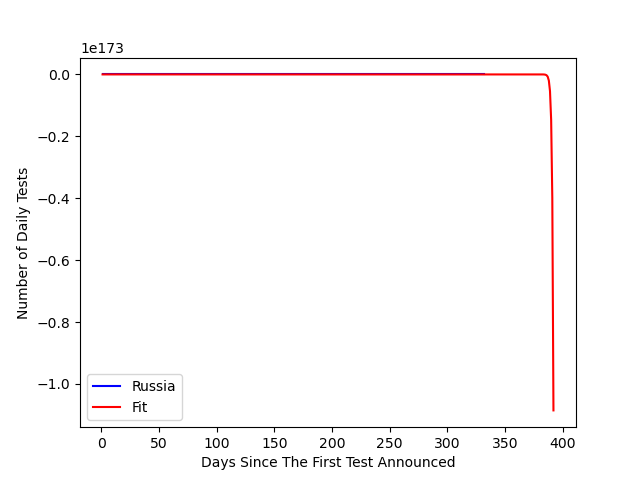 1e173
0.0
−0.2
−0.4
−0.6
−0.8
−1.0
Number of Daily Tests
Russia
Fit
0 50 100 150 200 250 300 350 400
Days Since The First Test Announced